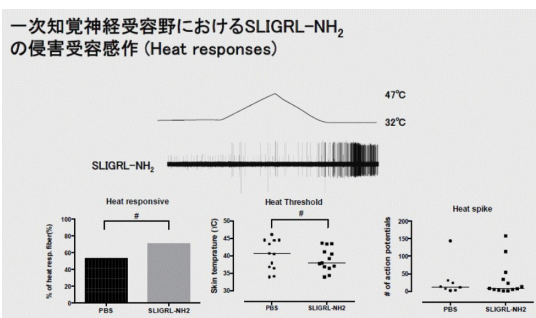 一次知覚神経受容野におけるSLIGRL-NH2
の侵害受容感作 (Heat responses)
47℃
32℃
SLIGRL-NH2
Heat responsive
#
% of heat resp. fiber(%)
100
80
60
40
20
0
PBS
SLIGRL-NH2
Heat Threshold
#
Skin temprature (℃)
50
45
40
35
30
PBS
SLIGRL-NH2
Heat spike
# of action potentials
200
150
100
50
0
PBS
SLIGRL-NH2